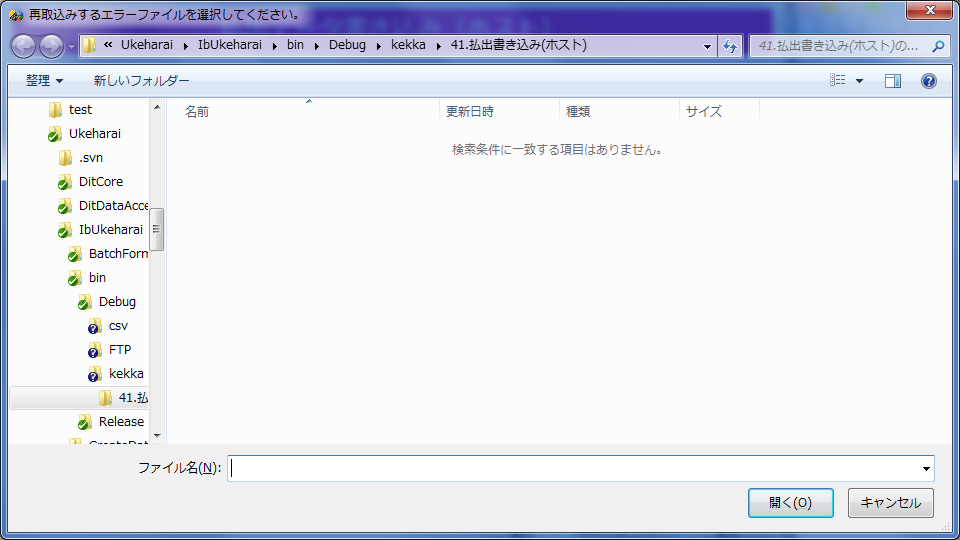 再取込みするエラーファイルを選択してください。
« Ukeharai ▸ IbUkeharai ▸ bin ▸ Debug ▸ kekka ▸ 41.払出書き込み(ホスト)
41.払出書き込み(ホスト)の...
整理 新しいフォルダー
名前 更新日時 種類 サイズ
検索条件に一致する項目はありません。
test
Ukeharai
.svn
DitCore
DitDataAcce
IbUkeharai
BatchForm
bin
Debug
csv
FTP
kekka
41.払
Release
CreateDat
ファイル名(N):
開く(O) キャンセル